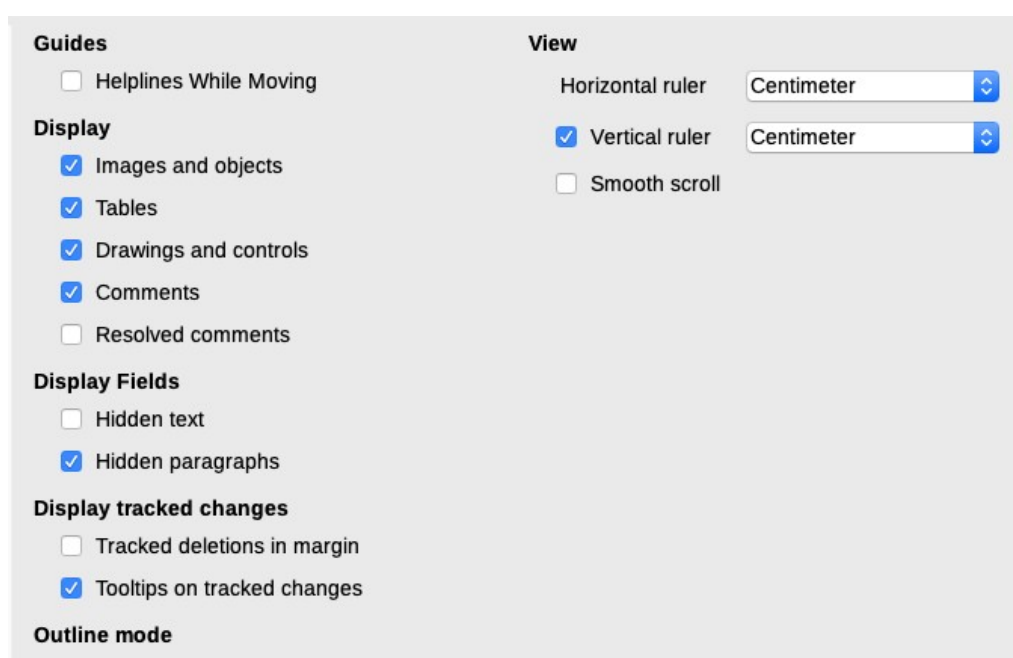 Guides
Helplines While Moving
Display
Images and objects
Tables
Drawings and controls
Comments
Resolved comments
Display Fields
Hidden text
Hidden paragraphs
Display tracked changes
Tracked deletions in margin
Tooltips on tracked changes
Outline mode
View
Horizontal ruler Centimeter
Vertical ruler Centimeter
Smooth scroll